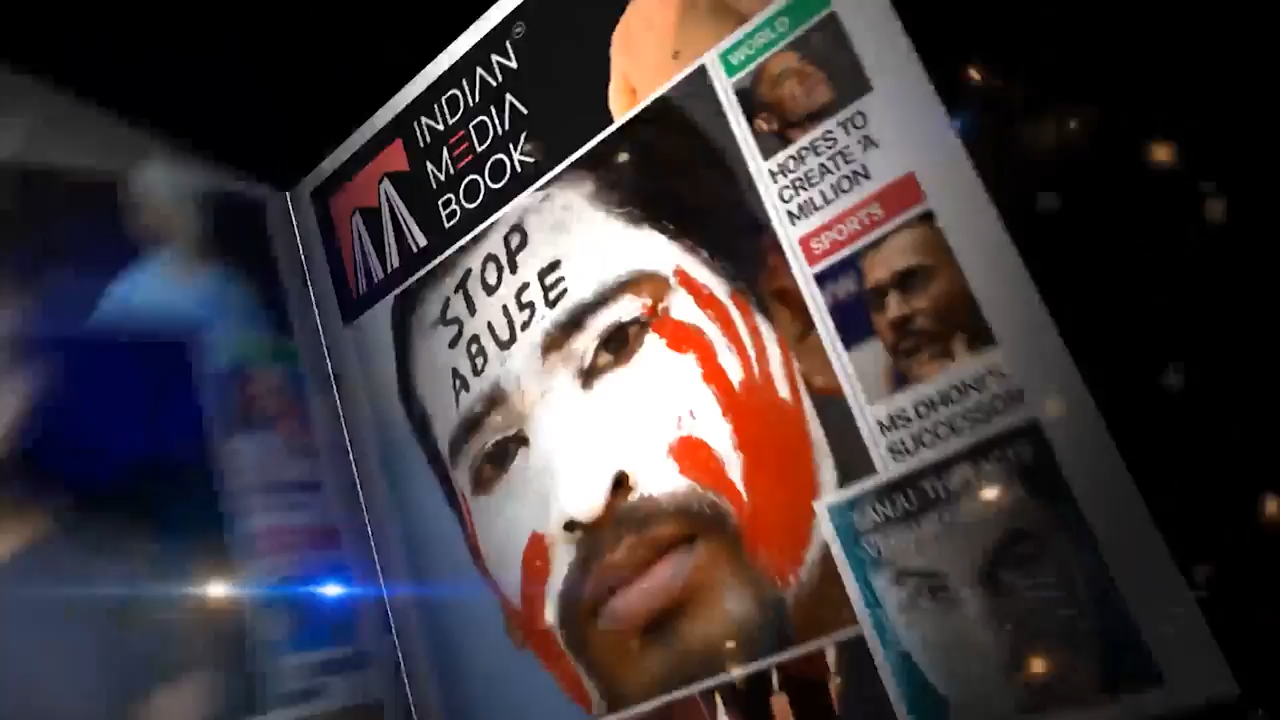 INDIAN
MEDIA
BOOK
STOP
ABUSE
WORLD
HOPES TO
CREATE 'A
MILLION
SPORTS
MS DHONI'S
SUCCESSOR